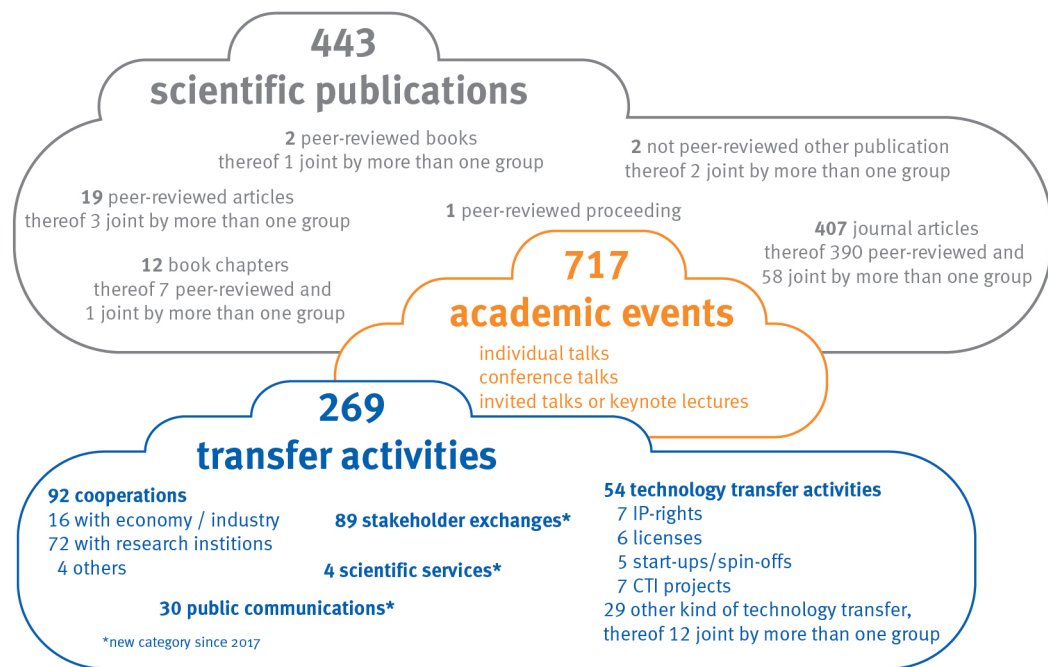 443
scientific publications
2 peer-reviewed books
thereof 1 joint by more than one group
2 not peer-reviewed other publication
thereof 2 joint by more than one group
19 peer-reviewed articles
thereof 3 joint by more than one group
1 peer-reviewed proceeding
407 journal articles
thereof 390 peer-reviewed and
58 joint by more than one group
12 book chapters
thereof 7 peer-reviewed and
1 joint by more than one group
717
academic events
individual talks
conference talks
invited talks or keynote lectures
269
transfer activities
92 cooperations
16 with economy / industry
72 with research institutions
4 others
89 stakeholder exchanges*
4 scientific services*
30 public communications*
*new category since 2017
54 technology transfer activities
7 IP-rights
6 licenses
5 start-ups/spin-offs
7 CTI projects
29 other kind of technology transfer,
thereof 12 joint by more than one group